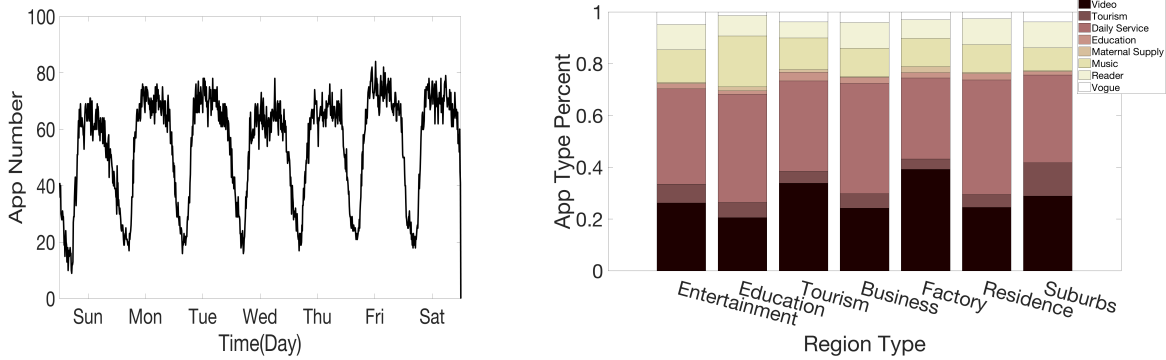 100
80
60
40
20
0
App Number
Sun Mon Tue Wed Thu Fri Sat
Time(Day)
1
0.8
0.6
0.4
0.2
0
App Type Percent
Entertainment
Education
Tourism
Business
Factory
Residence
Suburbs
Region Type
Video
Tourism
Daily Service
Education
Maternal Supply
Music
Reader
Vogue